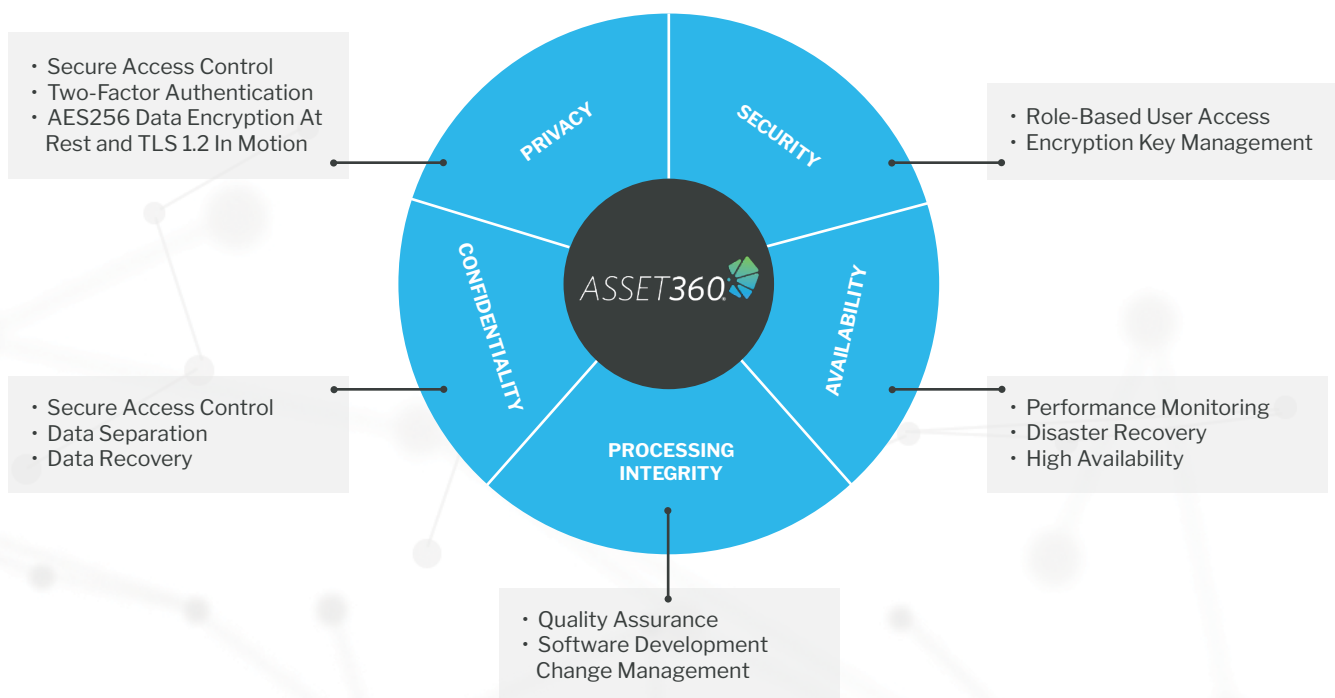 • Secure Access Control
• Two-Factor Authentication
• AES256 Data Encryption At
Rest and TLS 1.2 In Motion
PRIVACY
SECURITY
• Role-Based User Access
• Encryption Key Management
ASSET360®
CONFIDENTIALITY
AVAILABILITY
• Secure Access Control
• Data Separation
• Data Recovery
PROCESSING
INTEGRITY
• Performance Monitoring
• Disaster Recovery
• High Availability
• Quality Assurance
• Software Development
Change Management